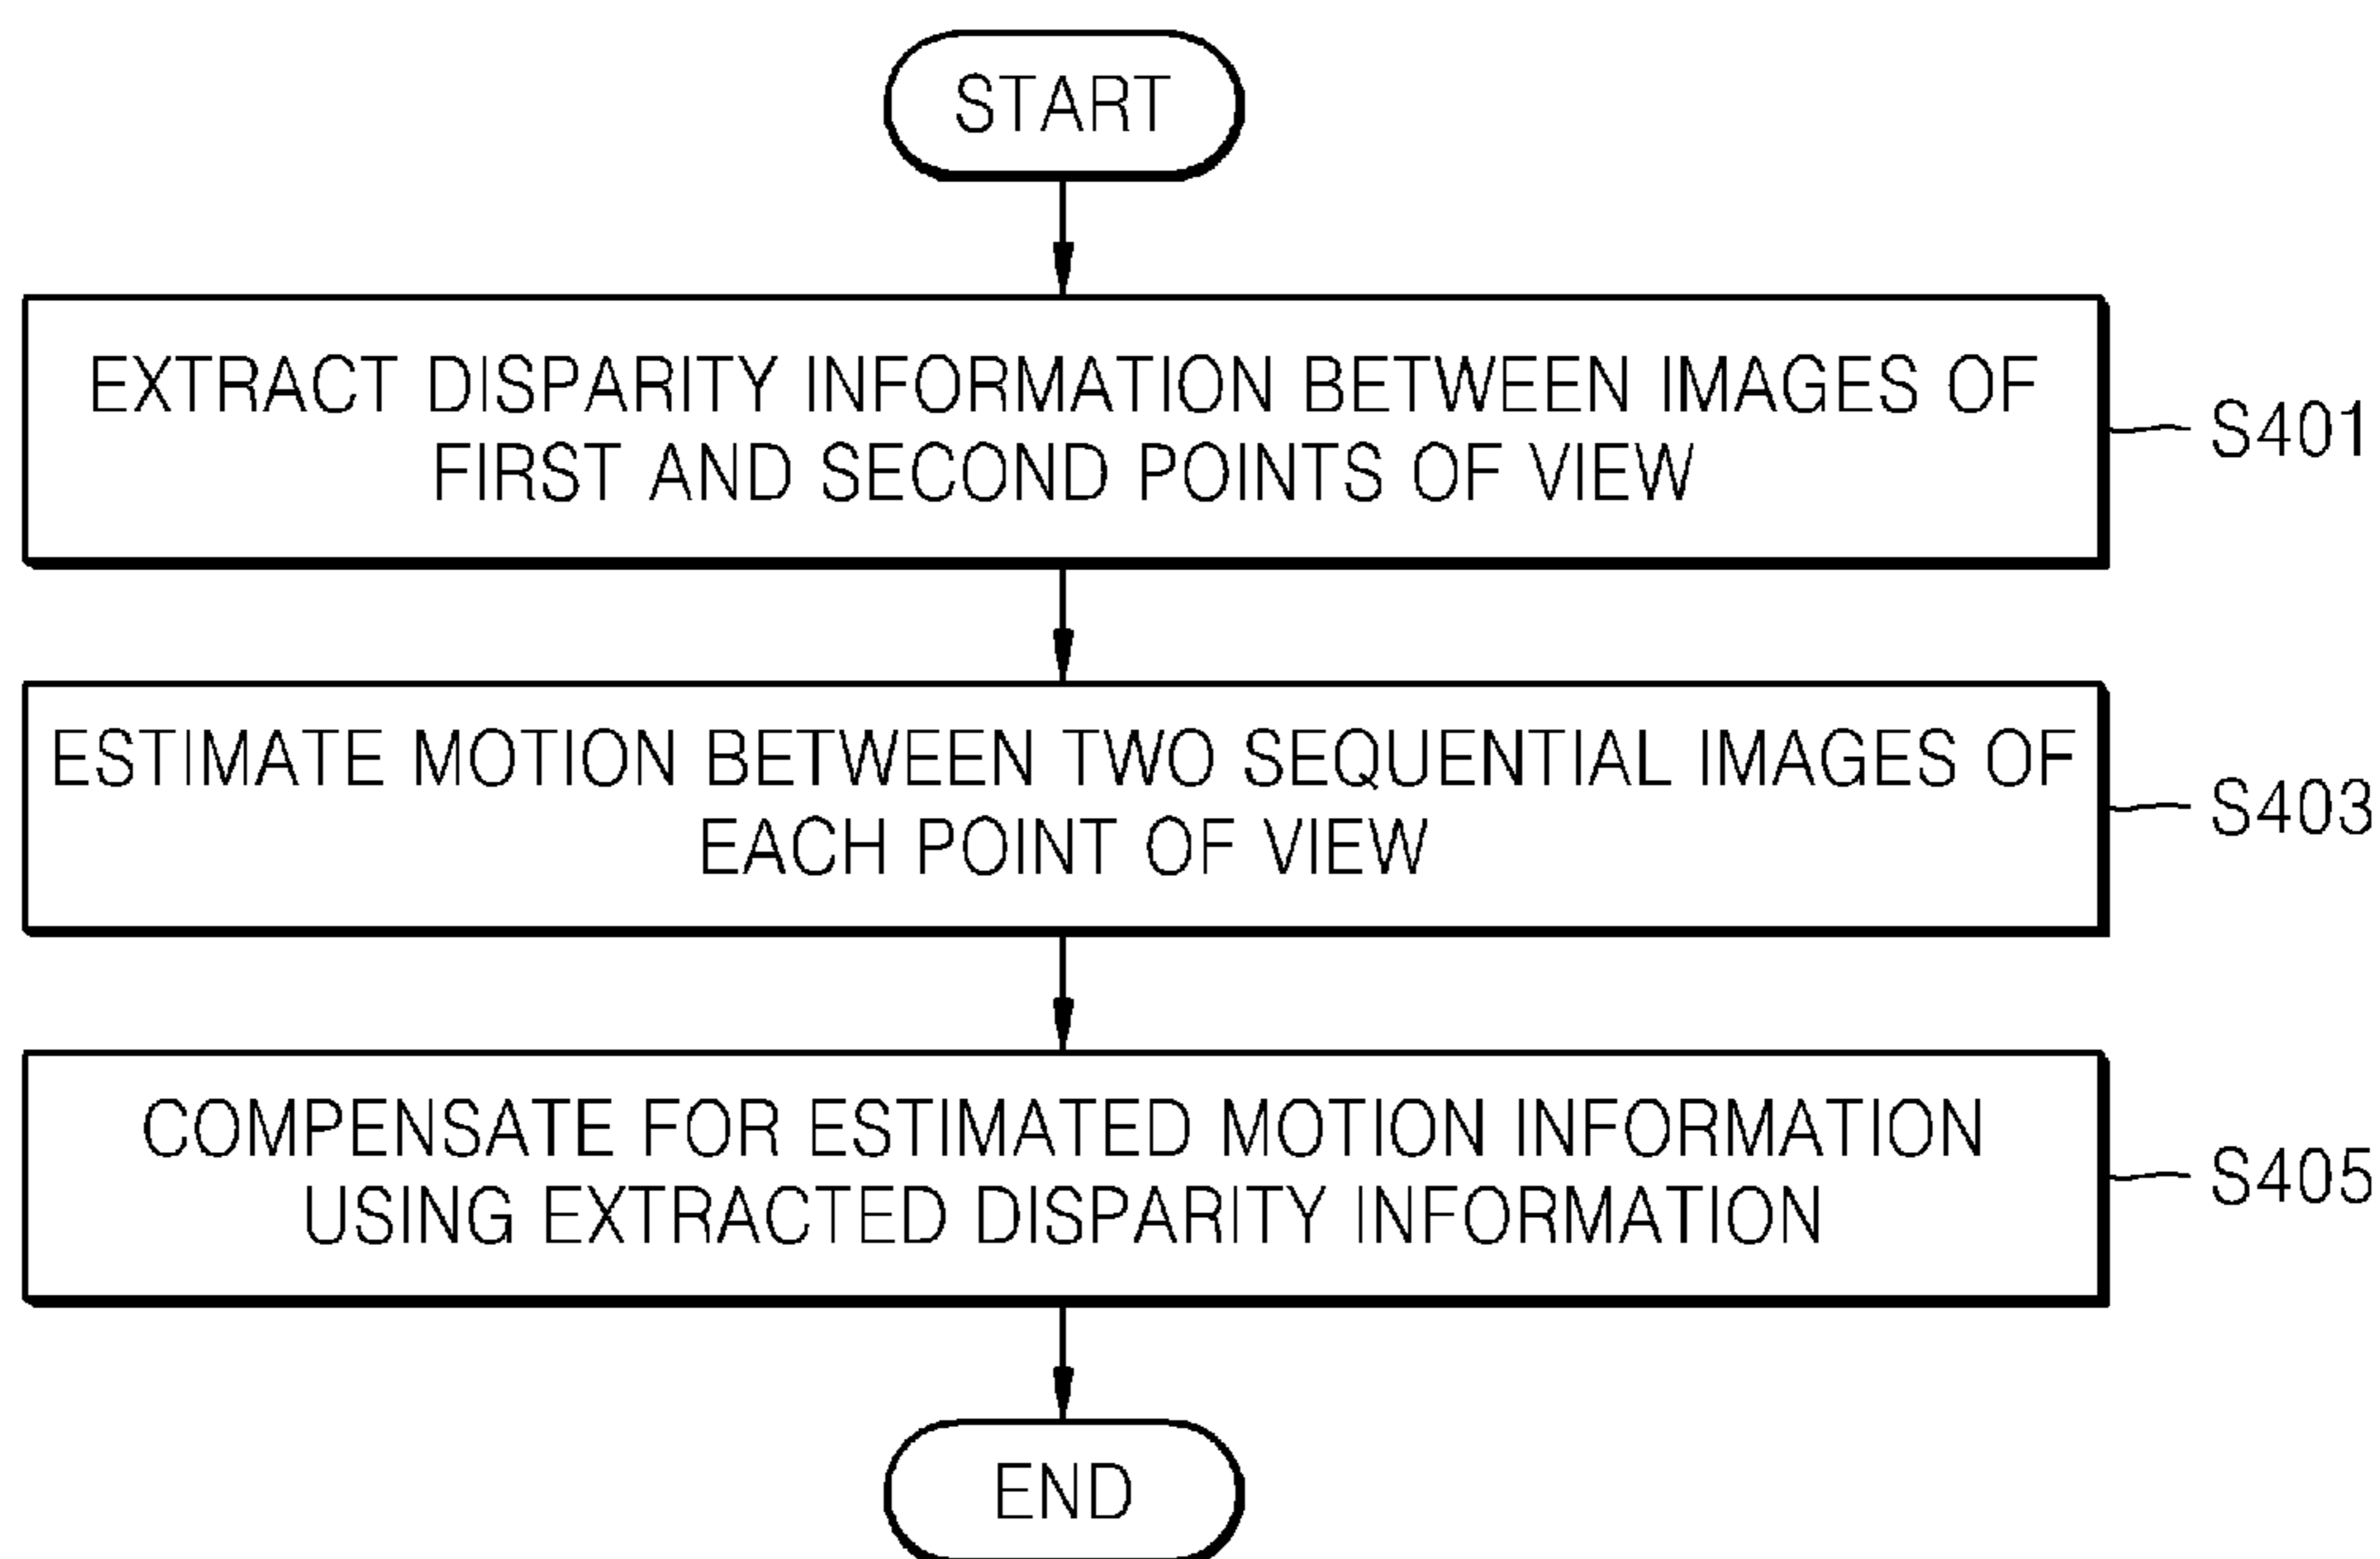 START
EXTRACT DISPARITY INFORMATION BETWEEN IMAGES OF
FIRST AND SECOND POINTS OF VIEW
S401
ESTIMATE MOTION BETWEEN TWO SEQUENTIAL IMAGES OF
EACH POINT OF VIEW
S403
COMPENSATE FOR ESTIMATED MOTION INFORMATION
USING EXTRACTED DISPARITY INFORMATION
S405
END